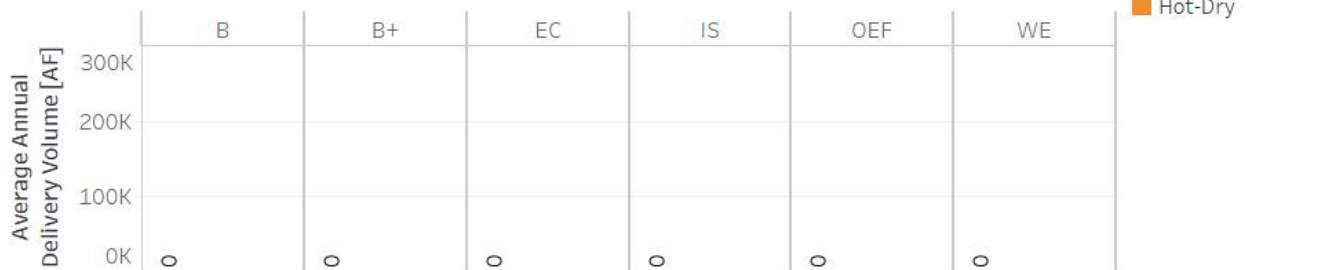 Hot-Dry
B B+ EC IS OEF WE
Average Annual
Delivery Volume [AF]
300K
200K
100K
0K
0 0 0 0 0 0